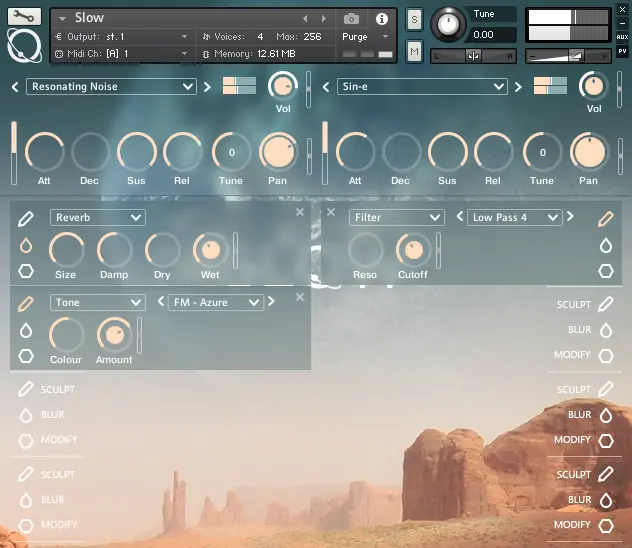 Slow
S
Tune
Output: st. 1
Voices: 4 Max: 256
Purge
0.00
AUX
Midi Ch: [A] 1
Memory: 12.61 MB
M
L
R
PV
Resonating Noise
Vol
Sin-e
Vol
Att
Dec
Sus
Rel
0
Tune
Pan
Att
Dec
Sus
Rel
0
Tune
Pan
Reverb
Size
Damp
Dry
Wet
Filter
Low Pass 4
Reso
Cutoff
Tone
FM - Azure
Colour
Amount
SCULPT
BLUR
MODIFY
SCULPT
BLUR
MODIFY
SCULPT
BLUR
MODIFY
SCULPT
BLUR
MODIFY
SCULPT
BLUR
MODIFY